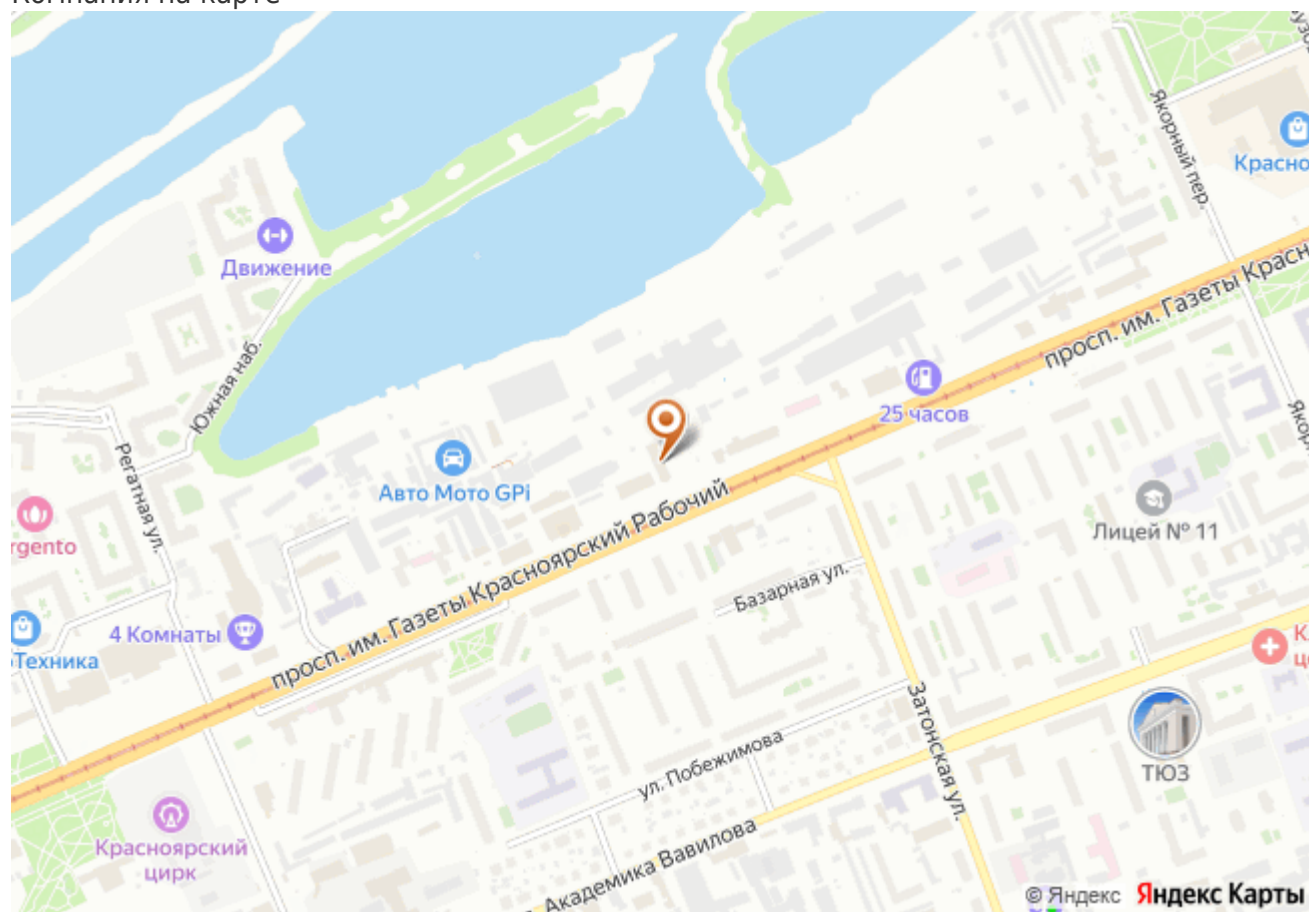 Компания на карте
Якорный пер.
Красно
Движение
просп. им. Газеты Красн
Южная наб.
25 часов
Регатная ул.
Авто Мото GPi
Якорн
rgento
просп. им. Газеты Красноярский Рабочий
Лицей № 11
Базарная ул.
4 Комнаты
Техника
Затонская ул.
ул. Побежимова
ТЮЗ
Красноярский
цирк
Академика Вавилова
© Яндекс Яндекс Карты